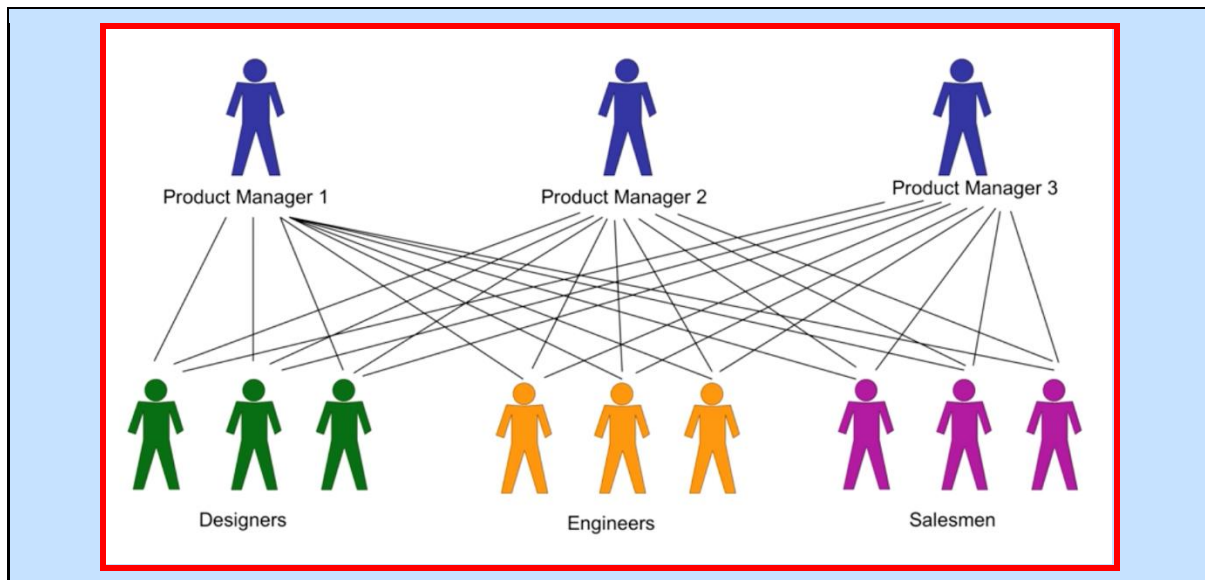 Product Manager 1
Product Manager 2
Product Manager 3
Designers
Engineers
Salesmen